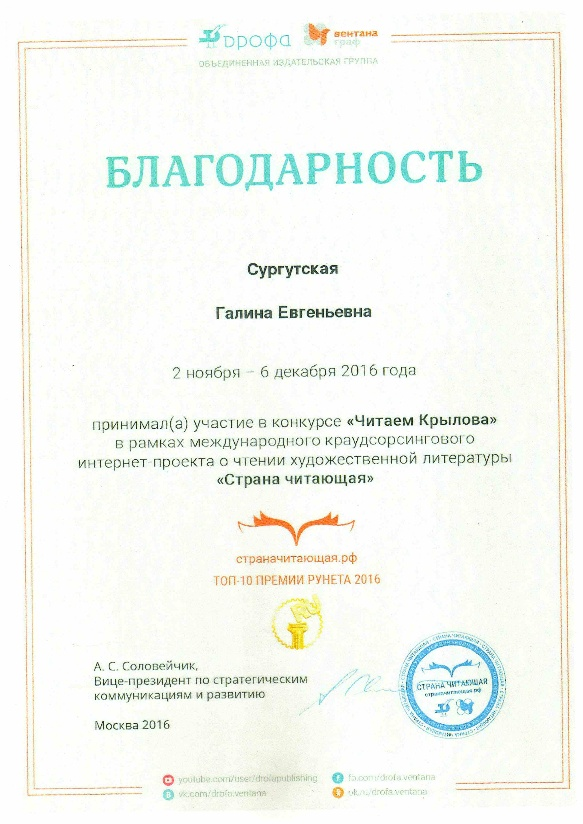 дрофа вентана граф
ОБЪЕДИНЕННАЯ ИЗДАТЕЛЬСКАЯ ГРУППА
БЛАГОДАРНОСТЬ
Сургутская
Галина Евгеньевна
2 ноября – 6 декабря 2016 года
принимал(а) участие в конкурсе «Читаем Крылова»
в рамках международного краудсорсингового
интернет-проекта о чтении художественной литературы
«Страна читающая»
страначитающая.рф
ТОП-10 ПРЕМИИ РУНЕТА 2016
А. С. Соловейчик,
Вице-президент по стратегическим
коммуникациям и развитию
Москва 2016
СТРАНА ЧИТАЮЩАЯ
страначитающая.рф
youtube.com/user/drofapublishing fb.com/drofa.ventana
vk.com/drofa.ventana ok.ru/drofa.ventana